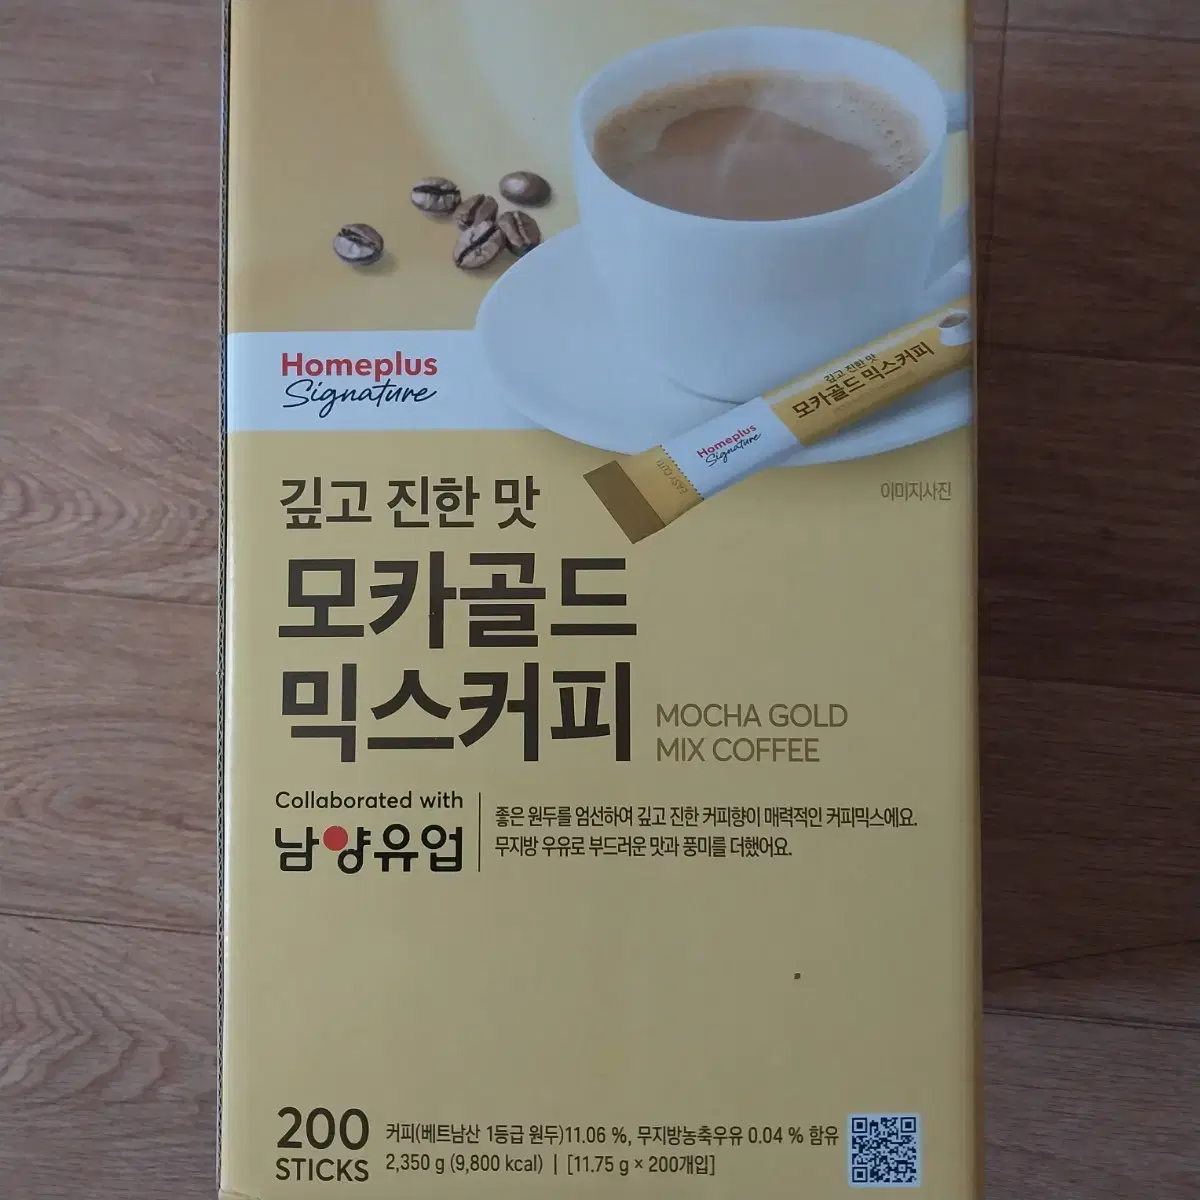 Homeplus
Signature
깊고 진한 맛
모카골드 믹스커피
Homeplus
Signature
EASY CUT
이미지사진
깊고 진한 맛
모카골드
믹스커피
MOCHA GOLD
MIX COFFEE
Collaborated with
남양유업
좋은 원두를 엄선하여 깊고 진한 커피향이 매력적인 커피믹스에요.
무지방 우유로 부드러운 맛과 풍미를 더했어요.
200
STICKS
커피(베트남산 1등급 원두)11.06 %, 무지방농축우유 0.04 % 함유
2,350 g (9,800 kcal) | [11.75 g × 200개입]